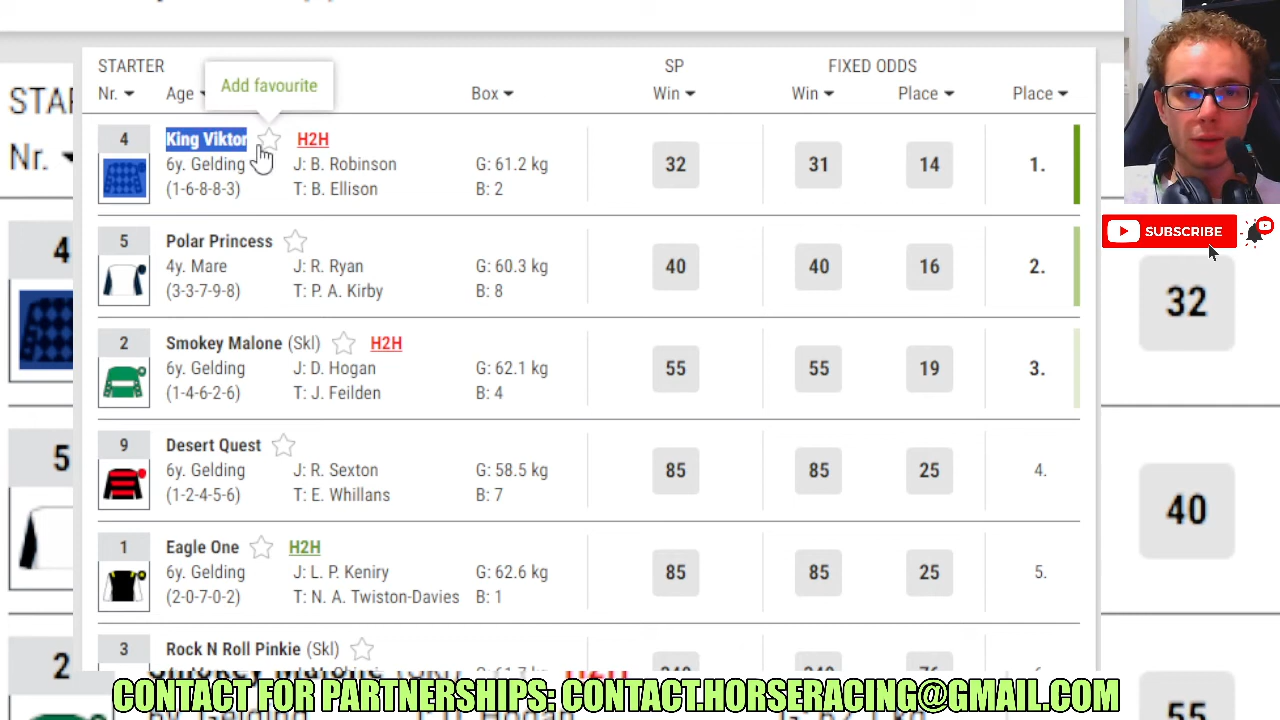 STARTER SP FIXED ODDS
Nr. Age Box Win Win Place Place
Add favourite
4 King Viktor H2H
6y. Gelding J: B. Robinson G: 61.2 kg 32 31 14 1.
(1-6-8-8-3) T: B. Ellison B: 2
5 Polar Princess
4y. Mare J: R. Ryan G: 60.3 kg 40 40 16 2.
(3-3-7-9-8) T: P. A. Kirby B: 8
2 Smokey Malone (Skl) H2H
6y. Gelding J: D. Hogan G: 62.1 kg 55 55 19 3.
(1-4-6-2-6) T: J. Feilden B: 4
9 Desert Quest
6y. Gelding J: R. Sexton G: 58.5 kg 85 85 25 4.
(1-2-4-5-6) T: E. Whillans B: 7
1 Eagle One H2H
6y. Gelding J: L. P. Keniry G: 62.6 kg 85 85 25 5.
(2-0-7-0-2) T: N. A. Twiston-Davies B: 1
3 Rock N Roll Pinkie (Skl)
SUBSCRIBE
STAR
Nr.
4
5
2
32
40
55
CONTACT FOR PARTNERSHIPS: CONTACT.HORSERACING@GMAIL.COM